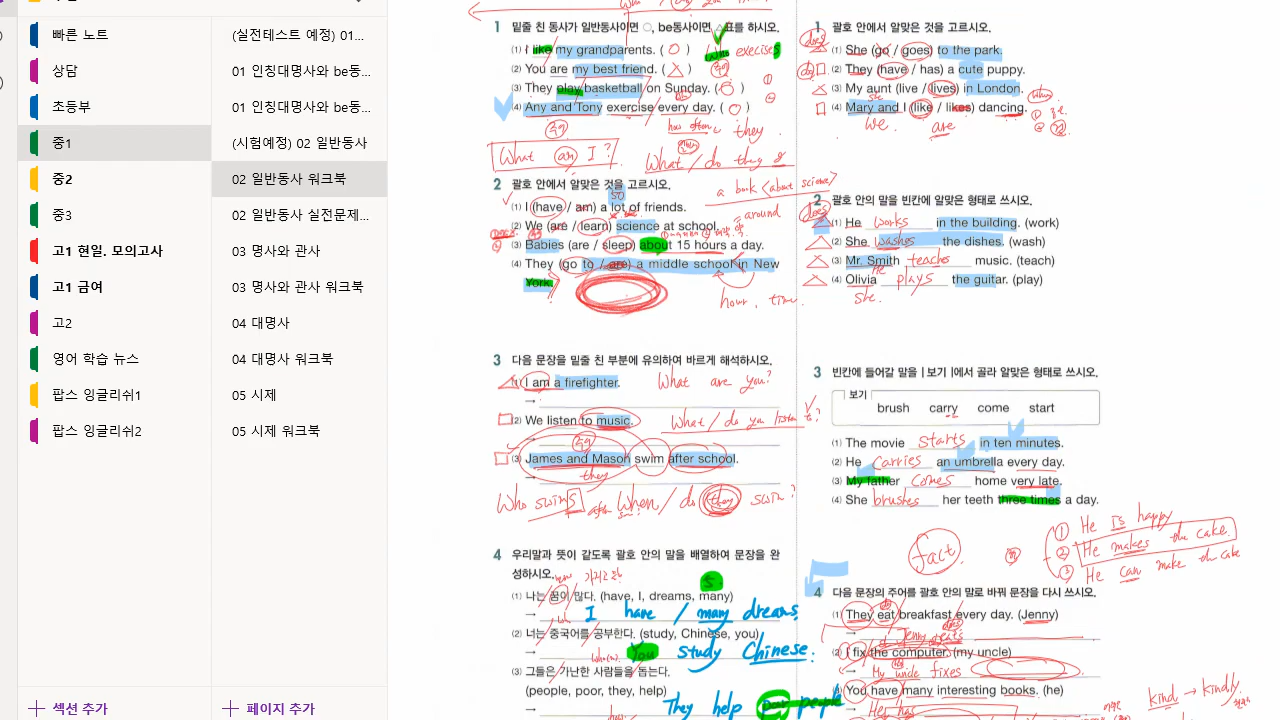 빠른 노트
상담
초등부
중1
중2
중3
고1 현일. 모의고사
고1 금여
고2
영어 학습 뉴스
팝스 잉글리쉬1
팝스 잉글리쉬2
섹션 추가
(실전테스트 예정) 01...
01 인칭대명사와 be동...
01 인칭대명사와 be동...
(시험예정) 02 일반동사
02 일반동사 워크북
02 일반동사 실전문제...
03 명사와 관사
03 명사와 관사 워크북
04 대명사
04 대명사 워크북
05 시제
05 시제 워크북
페이지 추가
1 밑줄 친 동사가 일반동사이면 ○, be동사이면 △표를 하시오.
(1) I like my grandparents. ( ○ ) exercises
(2) You are my best friend. ( △ ) 주어
(3) They play basketball on Sunday. ( ○ )
(4) Any and Tony exercise every day. ( ○ )
주어 how often they
What am I? What / do they
2 괄호 안에서 알맞은 것을 고르시오.
so a book <about science>
(1) I (have / am) a lot of friends.
around
(2) We (are / learn) science at school.
(3) Babies (are / sleep) about 15 hours a day.
(4) They (go to / are) a middle school in New
York.
hour, time.
3 다음 문장을 밑줄 친 부분에 유의하여 바르게 해석하시오.
(1) I am a firefighter. What are you?
→
(2) We listen to music. What / do you listen to?
→
주어
(3) James and Mason swim after school.
→ they
Who swims after When / do they swim?
4 우리말과 뜻이 같도록 괄호 안의 말을 배열하여 문장을 완
성하시오.
(1) 나는 꿈이 많다. (have, I, dreams, many)
→ I have / many dreams.
(2) 너는 중국어를 공부한다. (study, Chinese, you)
→ You study Chinese.
(3) 그들은 가난한 사람들을 돕는다.
(people, poor, they, help)
They help poor people
1 괄호 안에서 알맞은 것을 고르시오.
does (1) She (go / goes) to the park.
do (2) They (have / has) a cute puppy.
(3) My aunt (live / lives) in London.
she
(4) Mary and I (like / likes) dancing.
we are
2 괄호 안의 말을 빈칸에 알맞은 형태로 쓰시오.
does (1) He works in the building. (work)
(2) She washes the dishes. (wash)
(3) Mr. Smith teaches music. (teach)
He
(4) Olivia plays the guitar. (play)
She
3 빈칸에 들어갈 말을 | 보기 |에서 골라 알맞은 형태로 쓰시오.
보기
brush carry come start
(1) The movie starts in ten minutes.
(2) He carries an umbrella every day.
(3) My father comes home very late.
(4) She brushes her teeth three times a day.
fact
① He is happy
② He makes the cake.
③ He can make the cake
4 다음 문장의 주어를 괄호 안의 말로 바꿔 문장을 다시 쓰시오.
(1) They eat breakfast every day. (Jenny)
→ Jenny eats
(2) I fix the computer. (my uncle)
→ My uncle fixes
(3) You have many interesting books. (he)
He has
kind → kindly